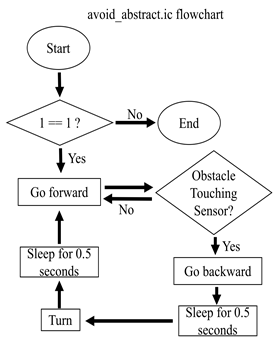 avoid_abstract.ic flowchart
Start
1 == 1 ?
No
End
Yes
Go forward
No
Obstacle
Touching
Sensor?
Yes
Go backward
Sleep for 0.5
seconds
Turn
Sleep for 0.5
seconds